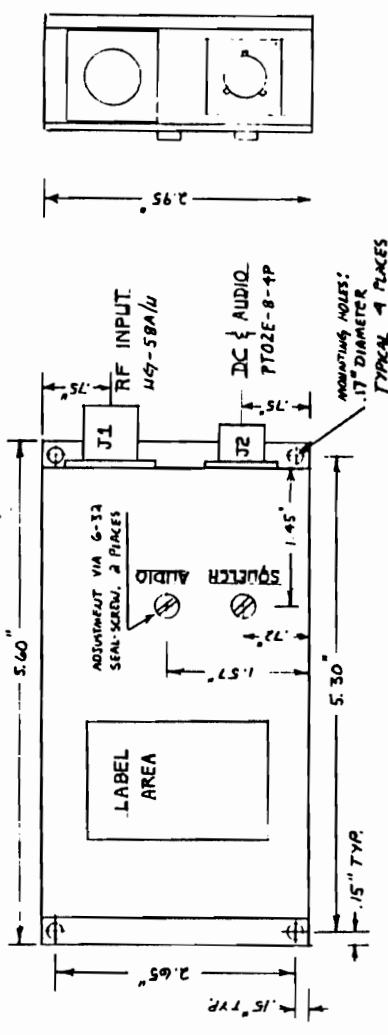 2.95"
.75"
RF INPUT
UG-58A/U
DC & AUDIO
PT02E-8-4P
.75"
MOUNTING HOLES:
.17" DIAMETER
TYPICAL 4 PLACES
J1
J2
5.60"
ADJUSTMENT VIA 6-32
SEAL-SCREW, 2 PLACES
AUDIO
SQUELCH
1.45"
.72"
1.57"
5.30"
LABEL
AREA
.15" TYP.
2.65"
.15" TYP.